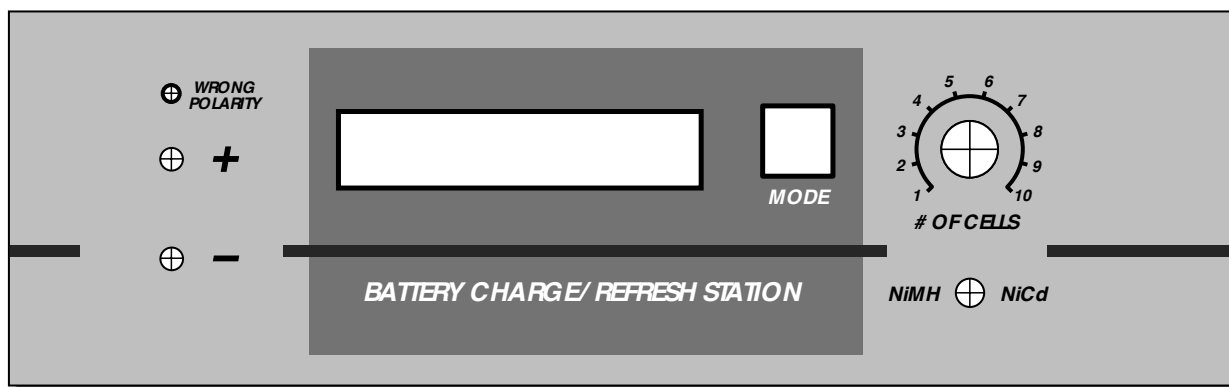 WRONG
POLARITY
+
−
MODE
BATTERY CHARGE/REFRESH STATION
1 2 3 4 5 6 7 8 9 10
# OF CELLS
NiMH NiCd